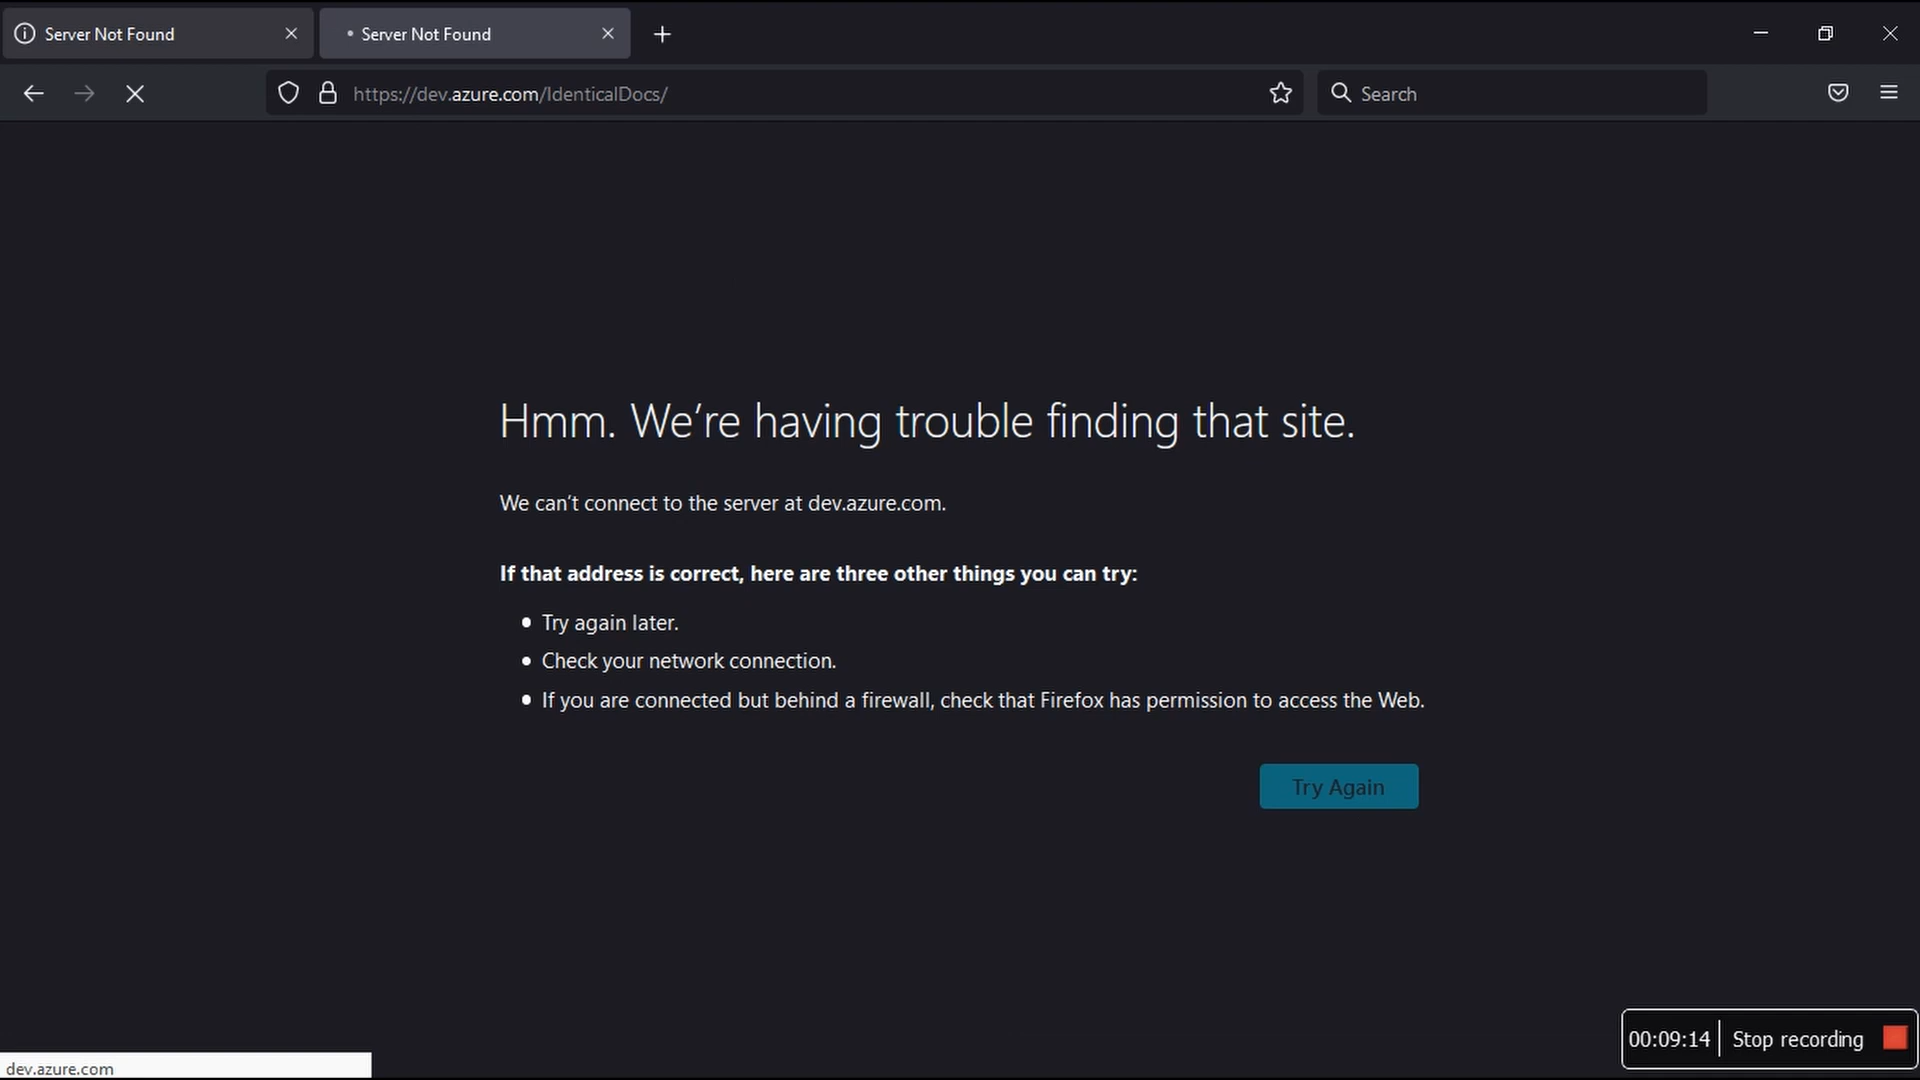 Server Not Found
Server Not Found
https://dev.azure.com/IdenticalDocs/
Search
Hmm. We’re having trouble finding that site.
We can’t connect to the server at dev.azure.com.
If that address is correct, here are three other things you can try:
Try again later.
Check your network connection.
If you are connected but behind a firewall, check that Firefox has permission to access the Web.
Try Again
00:09:14 Stop recording
dev.azure.com